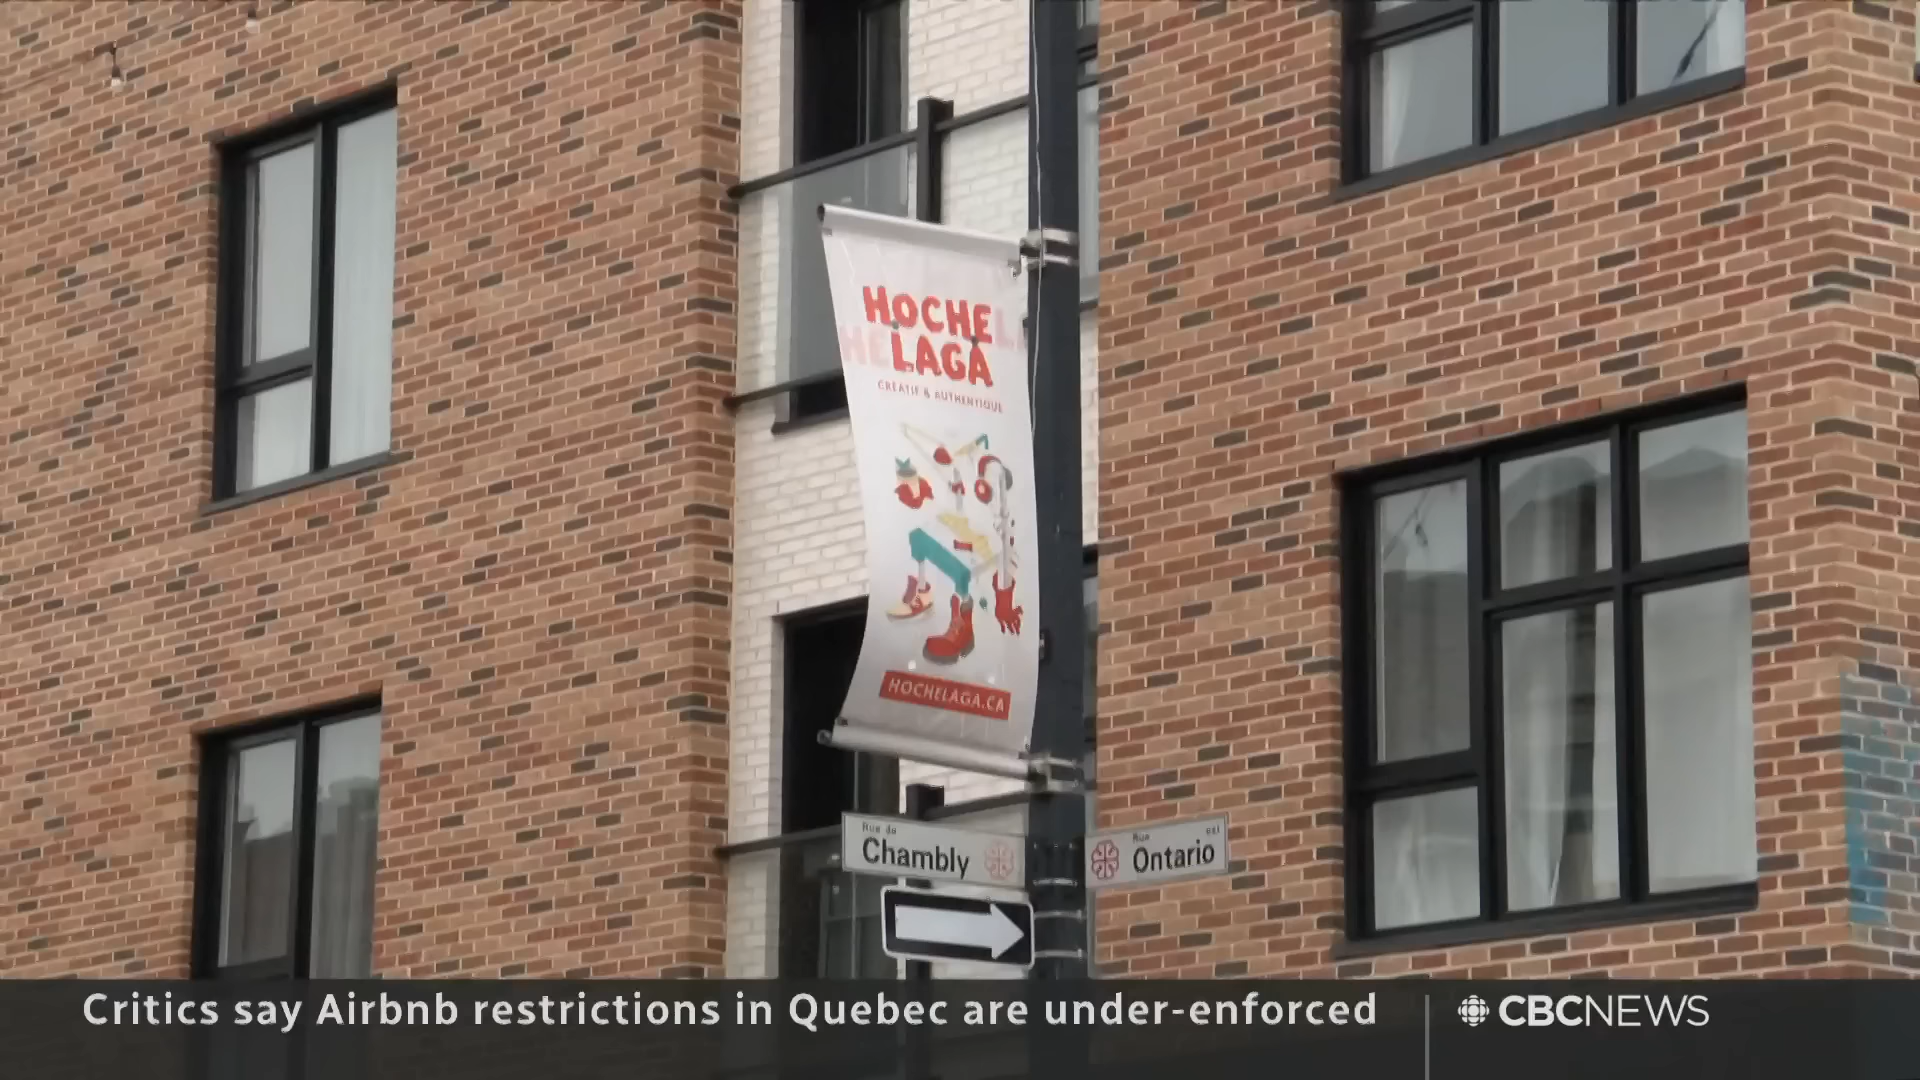 HOCHE
LAGA
CRÉATIF & AUTHENTIQUE
HOCHELAGA.CA
Rue de
Chambly
Rue est
Ontario
Critics say Airbnb restrictions in Quebec are under-enforced
CBCNEWS